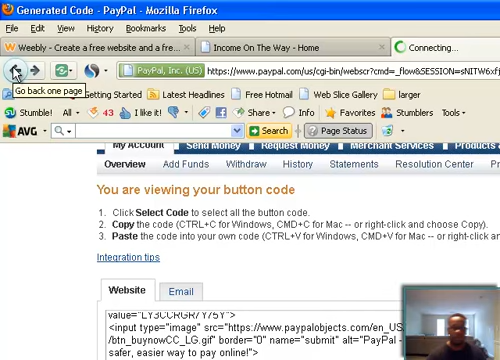 Generated Code - PayPal - Mozilla Firefox
File Edit View History Bookmarks Tools Help
Weebly - Create a free website and a fre... Income On The Way - Home Connecting...
PayPal, Inc. (US) https://www.paypal.com/us/cgi-bin/webscr?cmd=_flow&SESSION=sNITW6xf
Go back one page Getting Started Latest Headlines Free Hotmail Web Slice Gallery larger
Stumble! All I like it! Share Info Favorites Stumblers Tools
AVG Search Page Status
My Account Send Money Request Money Merchant Services Products
Overview Add Funds Withdraw History Statements Resolution Center Pr
You are viewing your button code
1. Click Select Code to select all the button code.
2. Copy the code (CTRL+C for Windows, CMD+C for Mac -- or right-click and choose Copy).
3. Paste the code into your own code (CTRL+V for Windows, CMD+V for Mac -- or right-click an
Integration tips
Website Email
value="LY3CCRGR7Y75Y">
<input type="image" src="https://www.paypalobjects.com/en_US
/btn_buynowCC_LG.gif" border="0" name="submit" alt="PayPal -
safer, easier way to pay online!">